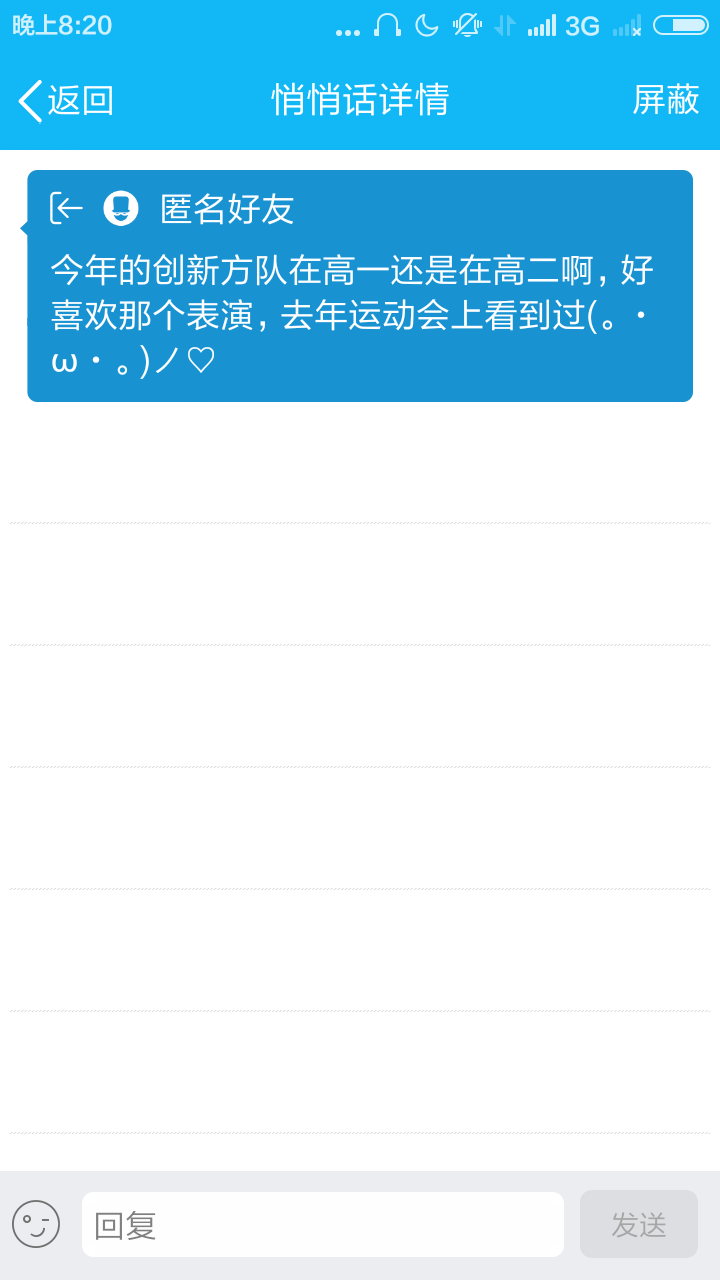 晚上8:20
... 3G
返回
悄悄话详情
屏蔽
匿名好友
今年的创新方队在高一还是在高二啊，好
喜欢那个表演，去年运动会上看到过(。・
ω・。)ノ♡
回复
发送